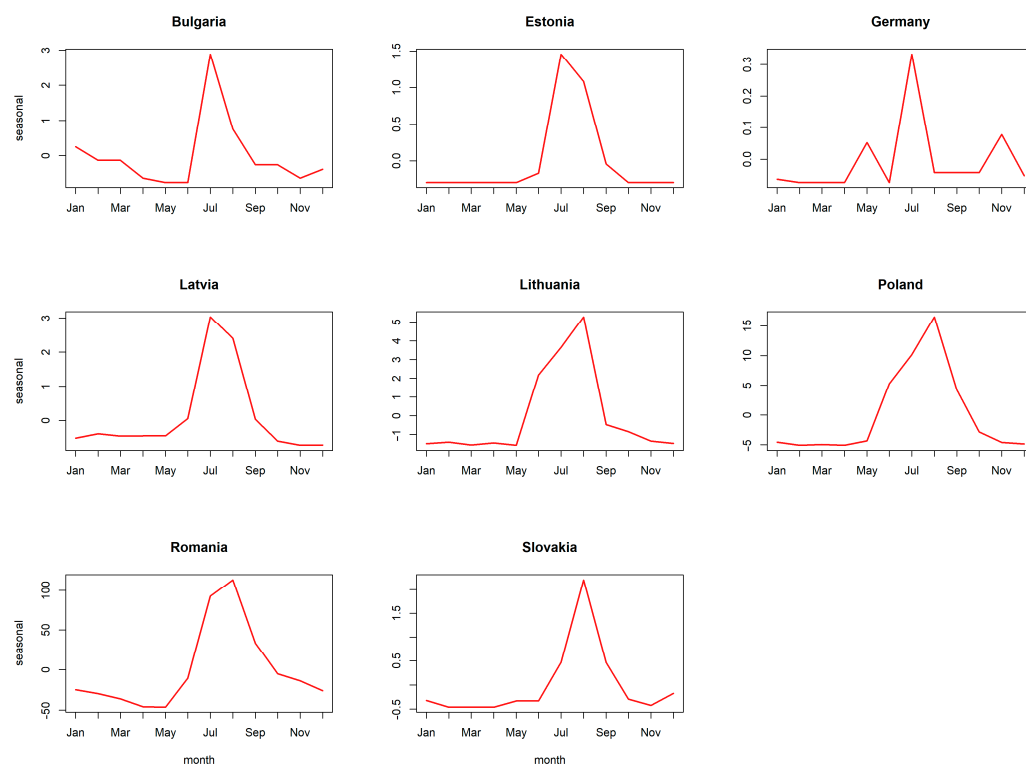 Bulgaria
seasonal
3
2
1
0
Jan Mar May Jul Sep Nov
Estonia
1.5
1.0
0.5
0.0
Jan Mar May Jul Sep Nov
Germany
0.3
0.2
0.1
0.0
Jan Mar May Jul Sep Nov
Latvia
seasonal
3
2
1
0
Jan Mar May Jul Sep Nov
Lithuania
5
4
3
2
1
0
−1
Jan Mar May Jul Sep Nov
Poland
15
10
5
0
−5
Jan Mar May Jul Sep Nov
Romania
seasonal
100
50
0
−50
Jan Mar May Jul Sep Nov
month
Slovakia
1.5
0.5
−0.5
Jan Mar May Jul Sep Nov
month